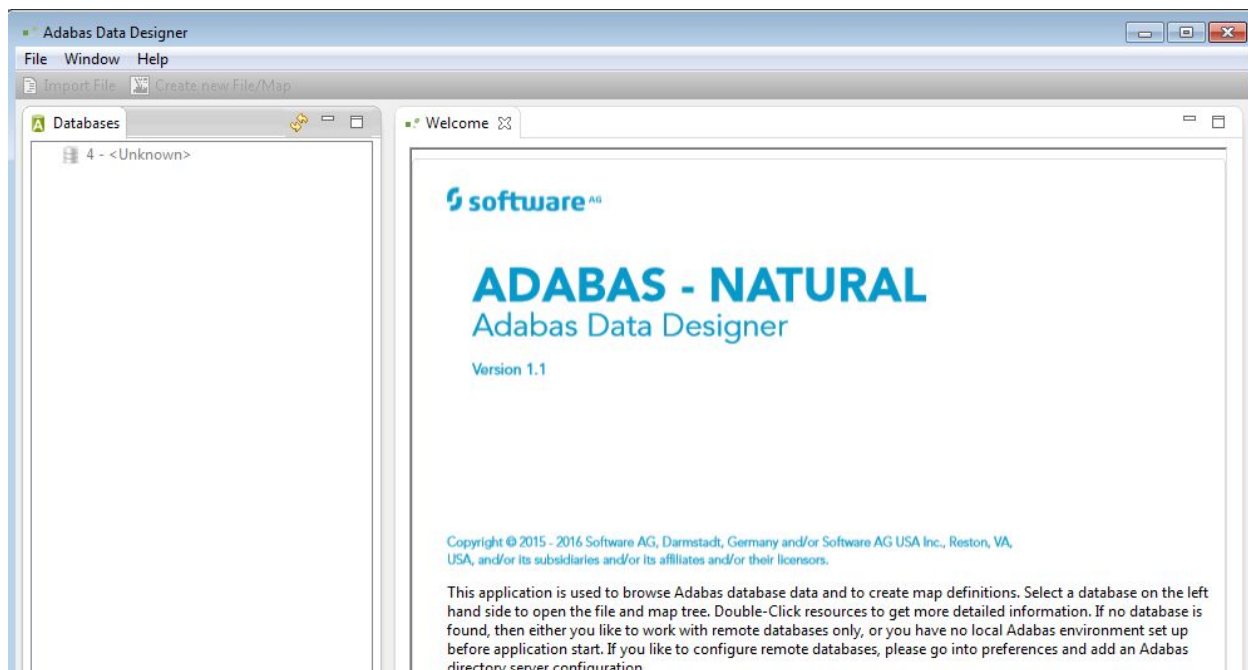 Adabas Data Designer
File Window Help
Import File Create new File/Map
Databases
Welcome
4 - <Unknown>
software AG
ADABAS - NATURAL
Adabas Data Designer
Version 1.1
Copyright © 2015 - 2016 Software AG, Darmstadt, Germany and/or Software AG USA Inc., Reston, VA,
USA, and/or its subsidiaries and/or its affiliates and/or their licensors.
This application is used to browse Adabas database data and to create map definitions. Select a database on the left
hand side to open the file and map tree. Double-Click resources to get more detailed information. If no database is
found, then either you like to work with remote databases only, or you have no local Adabas environment set up
before application start. If you like to configure remote databases, please go into preferences and add an Adabas
directory server configuration.